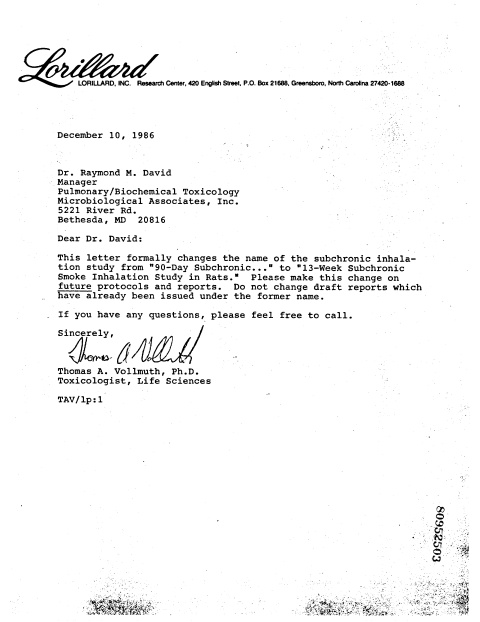 Lorillard
LORILLARD, INC. Research Center, 420 English Street, P.O. Box 21688, Greensboro, North Carolina 27420-1688
December 10, 1986
Dr. Raymond M. David
Manager
Pulmonary/Biochemical Toxicology
Microbiological Associates, Inc.
5221 River Rd.
Bethesda, MD 20816
Dear Dr. David:
This letter formally changes the name of the subchronic inhala-
tion study from "90-Day Subchronic..." to "13-Week Subchronic
Smoke Inhalation Study in Rats." Please make this change on
future protocols and reports. Do not change draft reports which
have already been issued under the former name.
If you have any questions, please feel free to call.
Sincerely,
Thomas A Vollmuth
Thomas A. Vollmuth, Ph.D.
Toxicologist, Life Sciences
TAV/lp:1
80952503